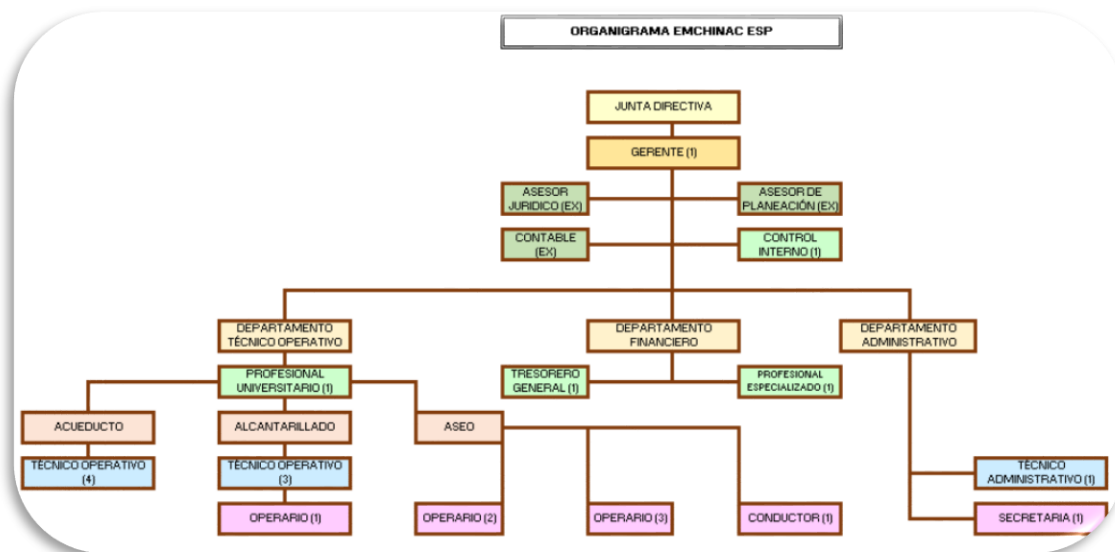 ORGANIGRAMA EMCHINAC ESP
JUNTA DIRECTIVA
GERENTE (1)
ASESOR
JURIDICO (EX)
ASESOR DE
PLANEACIÓN (EX)
CONTABLE
(EX)
CONTROL
INTERNO (1)
DEPARTAMENTO
TÉCNICO OPERATIVO
DEPARTAMENTO
FINANCIERO
DEPARTAMENTO
ADMINISTRATIVO
PROFESIONAL
UNIVERSITARIO (1)
TRESORERO
GENERAL (1)
PROFESIONAL
ESPECIALIZADO (1)
ACUEDUCTO
ALCANTARILLADO
ASEO
TÉCNICO OPERATIVO
(4)
TÉCNICO OPERATIVO
(3)
TÉCNICO
ADMINISTRATIVO (1)
OPERARIO (1)
OPERARIO (2)
OPERARIO (3)
CONDUCTOR (1)
SECRETARIA (1)